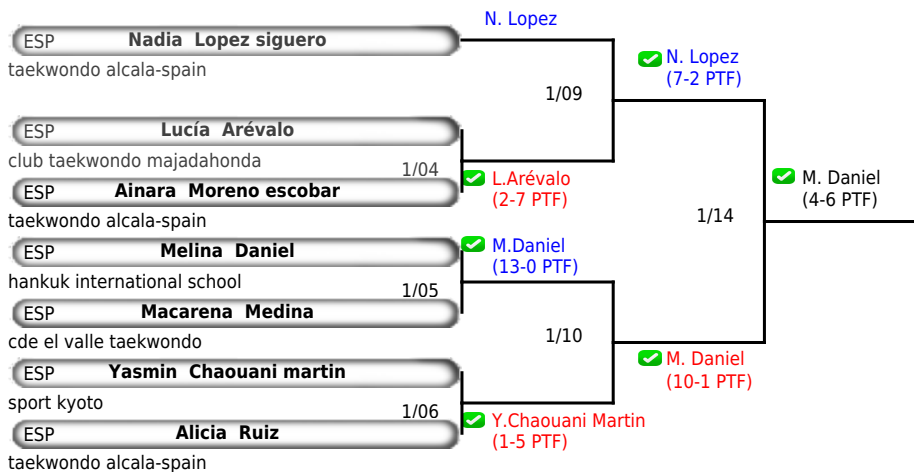 N. Lopez
ESP Nadia Lopez siguero
taekwondo alcala-spain
N. Lopez
(7-2 PTF)
1/09
ESP Lucía Arévalo
club taekwondo majadahonda
1/04
L.Arévalo
(2-7 PTF)
ESP Ainara Moreno escobar
taekwondo alcala-spain
M. Daniel
(4-6 PTF)
1/14
ESP Melina Daniel
hankuk international school
M.Daniel
(13-0 PTF)
1/05
ESP Macarena Medina
cde el valle taekwondo
1/10
M. Daniel
(10-1 PTF)
ESP Yasmin Chaouani martin
sport kyoto
1/06
Y.Chaouani Martin
(1-5 PTF)
ESP Alicia Ruiz
taekwondo alcala-spain